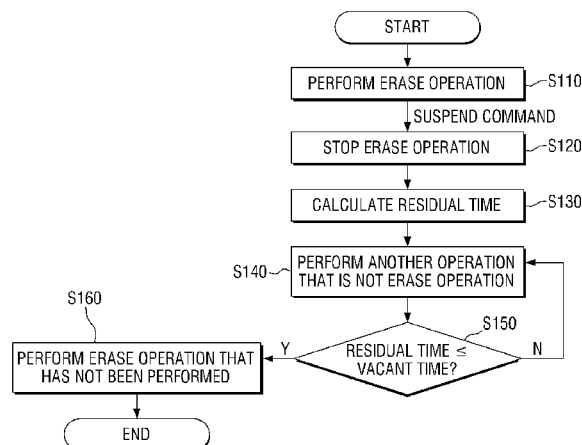 START
PERFORM ERASE OPERATION
S110
SUSPEND COMMAND
STOP ERASE OPERATION
S120
CALCULATE RESIDUAL TIME
S130
S140
PERFORM ANOTHER OPERATION
THAT IS NOT ERASE OPERATION
S150
RESIDUAL TIME ≤
VACANT TIME?
N
Y
S160
PERFORM ERASE OPERATION THAT
HAS NOT BEEN PERFORMED
END